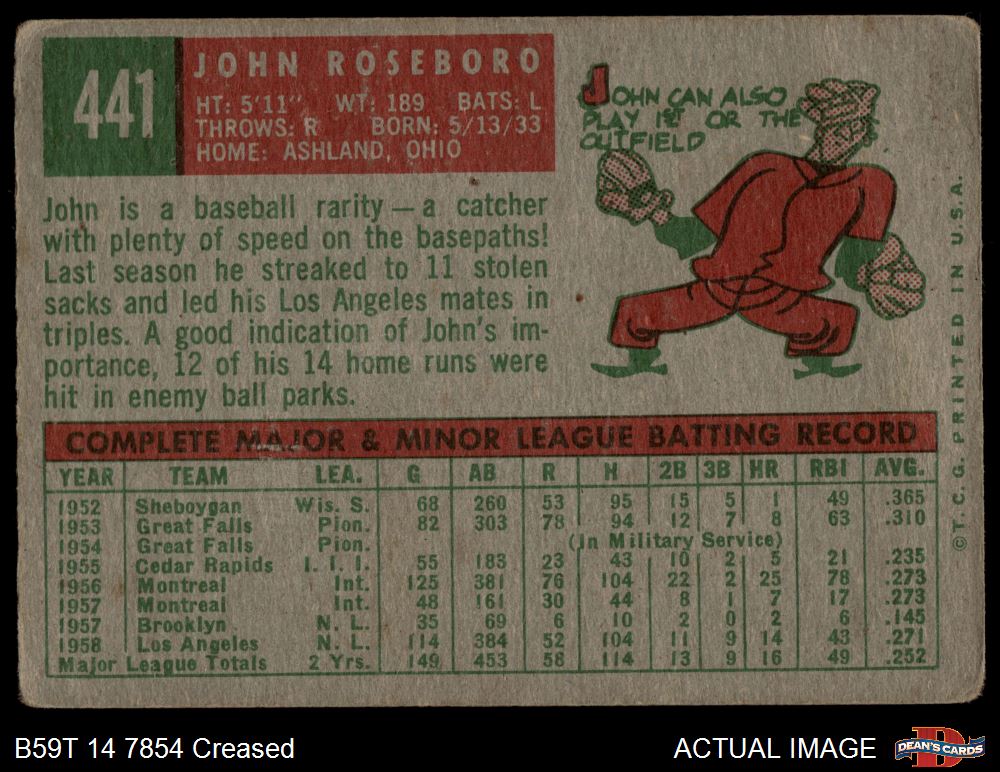 441
JOHN ROSEBORO
HT: 5'11" WT: 189 BATS: L
THROWS: R BORN: 5/13/33
HOME: ASHLAND, OHIO
JOHN CAN ALSO
PLAY 1ST OR THE
OUTFIELD
John is a baseball rarity — a catcher
with plenty of speed on the basepaths!
Last season he streaked to 11 stolen
sacks and led his Los Angeles mates in
triples. A good indication of John's im-
portance, 12 of his 14 home runs were
hit in enemy ball parks.
COMPLETE MAJOR & MINOR LEAGUE BATTING RECORD
YEAR TEAM LEA. G AB R H 2B 3B HR RBI AVG.
1952 Sheboygan Wis. S. 68 260 53 95 15 5 1 49 .365
1953 Great Falls Pion. 82 303 78 94 12 7 8 63 .310
1954 Great Falls Pion. (In Military Service)
1955 Cedar Rapids I. I. I. 55 183 23 43 10 2 5 21 .235
1956 Montreal Int. 125 381 76 104 22 2 25 78 .273
1957 Montreal Int. 48 161 30 44 8 1 7 17 .273
1957 Brooklyn N. L. 35 69 6 10 2 0 2 6 .145
1958 Los Angeles N. L. 114 384 52 104 11 9 14 43 .271
Major League Totals 2 Yrs. 149 453 58 114 13 9 16 49 .252
© T. C. G. PRINTED IN U.S.A.
B59T 14 7854 Creased
ACTUAL IMAGE
DEAN'S CARDS